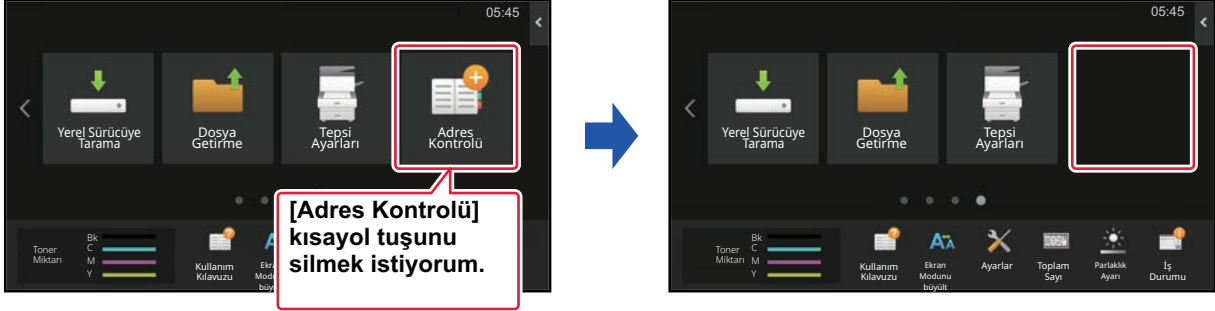 05:45
Yerel Sürücüye
Tarama
Dosya
Getirme
Tepsi
Ayarları
Adres
Kontrolü
[Adres Kontrolü]
kısayol tuşunu
silmek istiyorum.
Toner
Miktarı
Bk
C
M
Y
Kullanım
Kılavuzu
05:45
Yerel Sürücüye
Tarama
Dosya
Getirme
Tepsi
Ayarları
Toner
Miktarı
Bk
C
M
Y
Kullanım
Kılavuzu
Ekran
Modunu
büyült
Ayarlar
Toplam
Sayı
Parlaklık
Ayarı
İş
Durumu